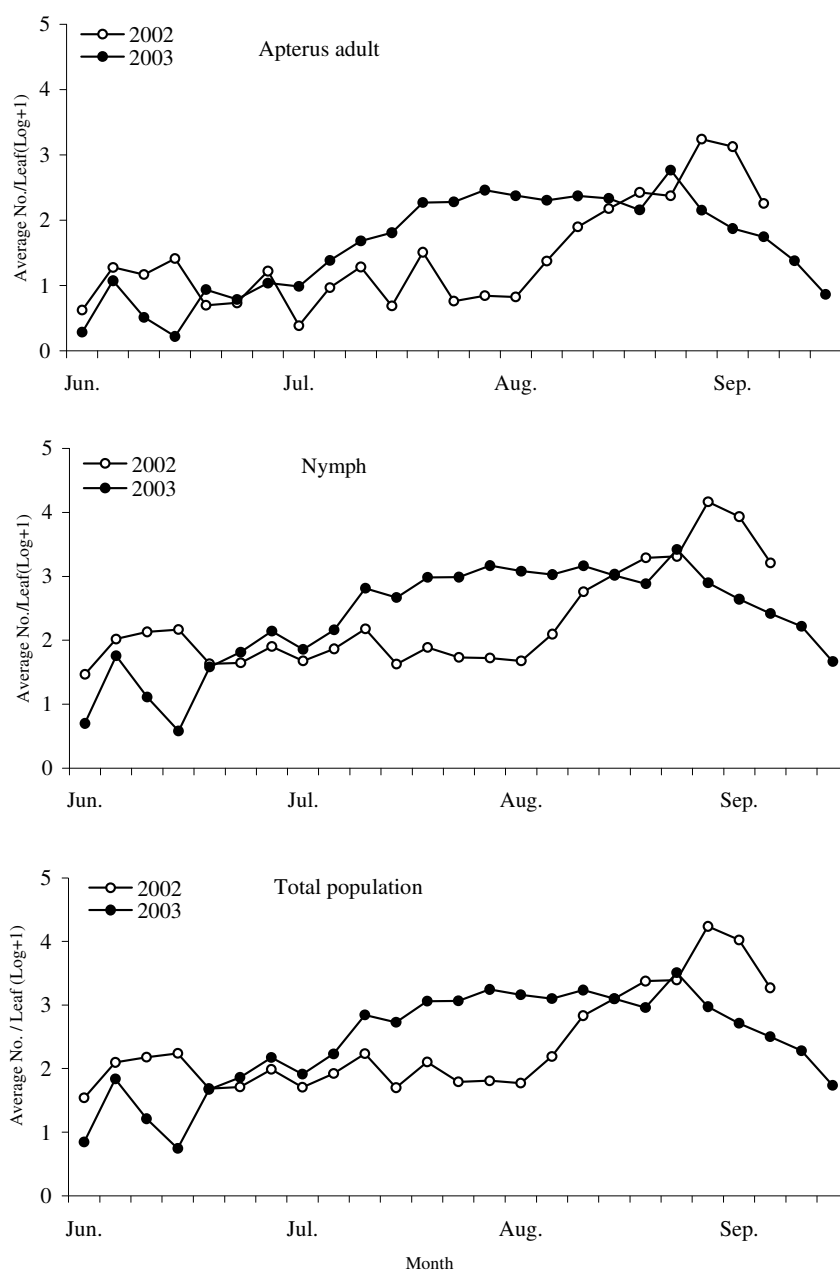 5
2002
2003
Apterus adult
4
3
2
1
0
Average No./Leaf(Log+1)
Jun.
Jul.
Aug.
Sep.
5
2002
2003
Nymph
4
3
2
1
0
Average No./Leaf(Log+1)
Jun.
Jul.
Aug.
Sep.
5
2002
2003
Total population
4
3
2
1
0
Average No. / Leaf (Log+1)
Jun.
Jul.
Aug.
Sep.
Month